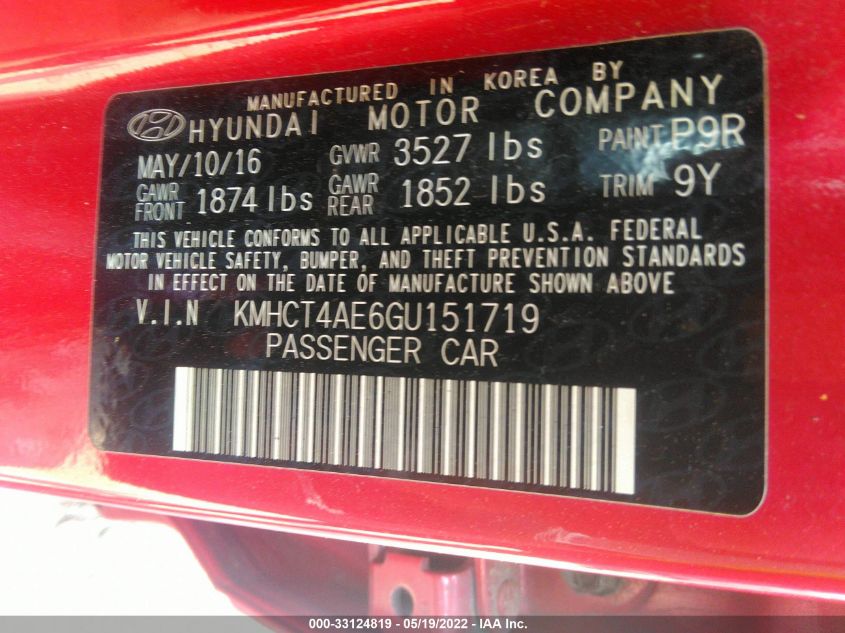 MANUFACTURED IN KOREA BY
HYUNDAI MOTOR COMPANY
MAY/10/16 GVWR 3527 lbs PAINT P9R
GAWR FRONT 1874 lbs GAWR REAR 1852 lbs TRIM 9Y
THIS VEHICLE CONFORMS TO ALL APPLICABLE U.S.A. FEDERAL
MOTOR VEHICLE SAFETY, BUMPER, AND THEFT PREVENTION STANDARDS
IN EFFECT ON THE DATE OF MANUFACTURE SHOWN ABOVE
V.I.N KMHCT4AE6GU151719
PASSENGER CAR
000-33124819 - 05/19/2022 - IAA Inc.